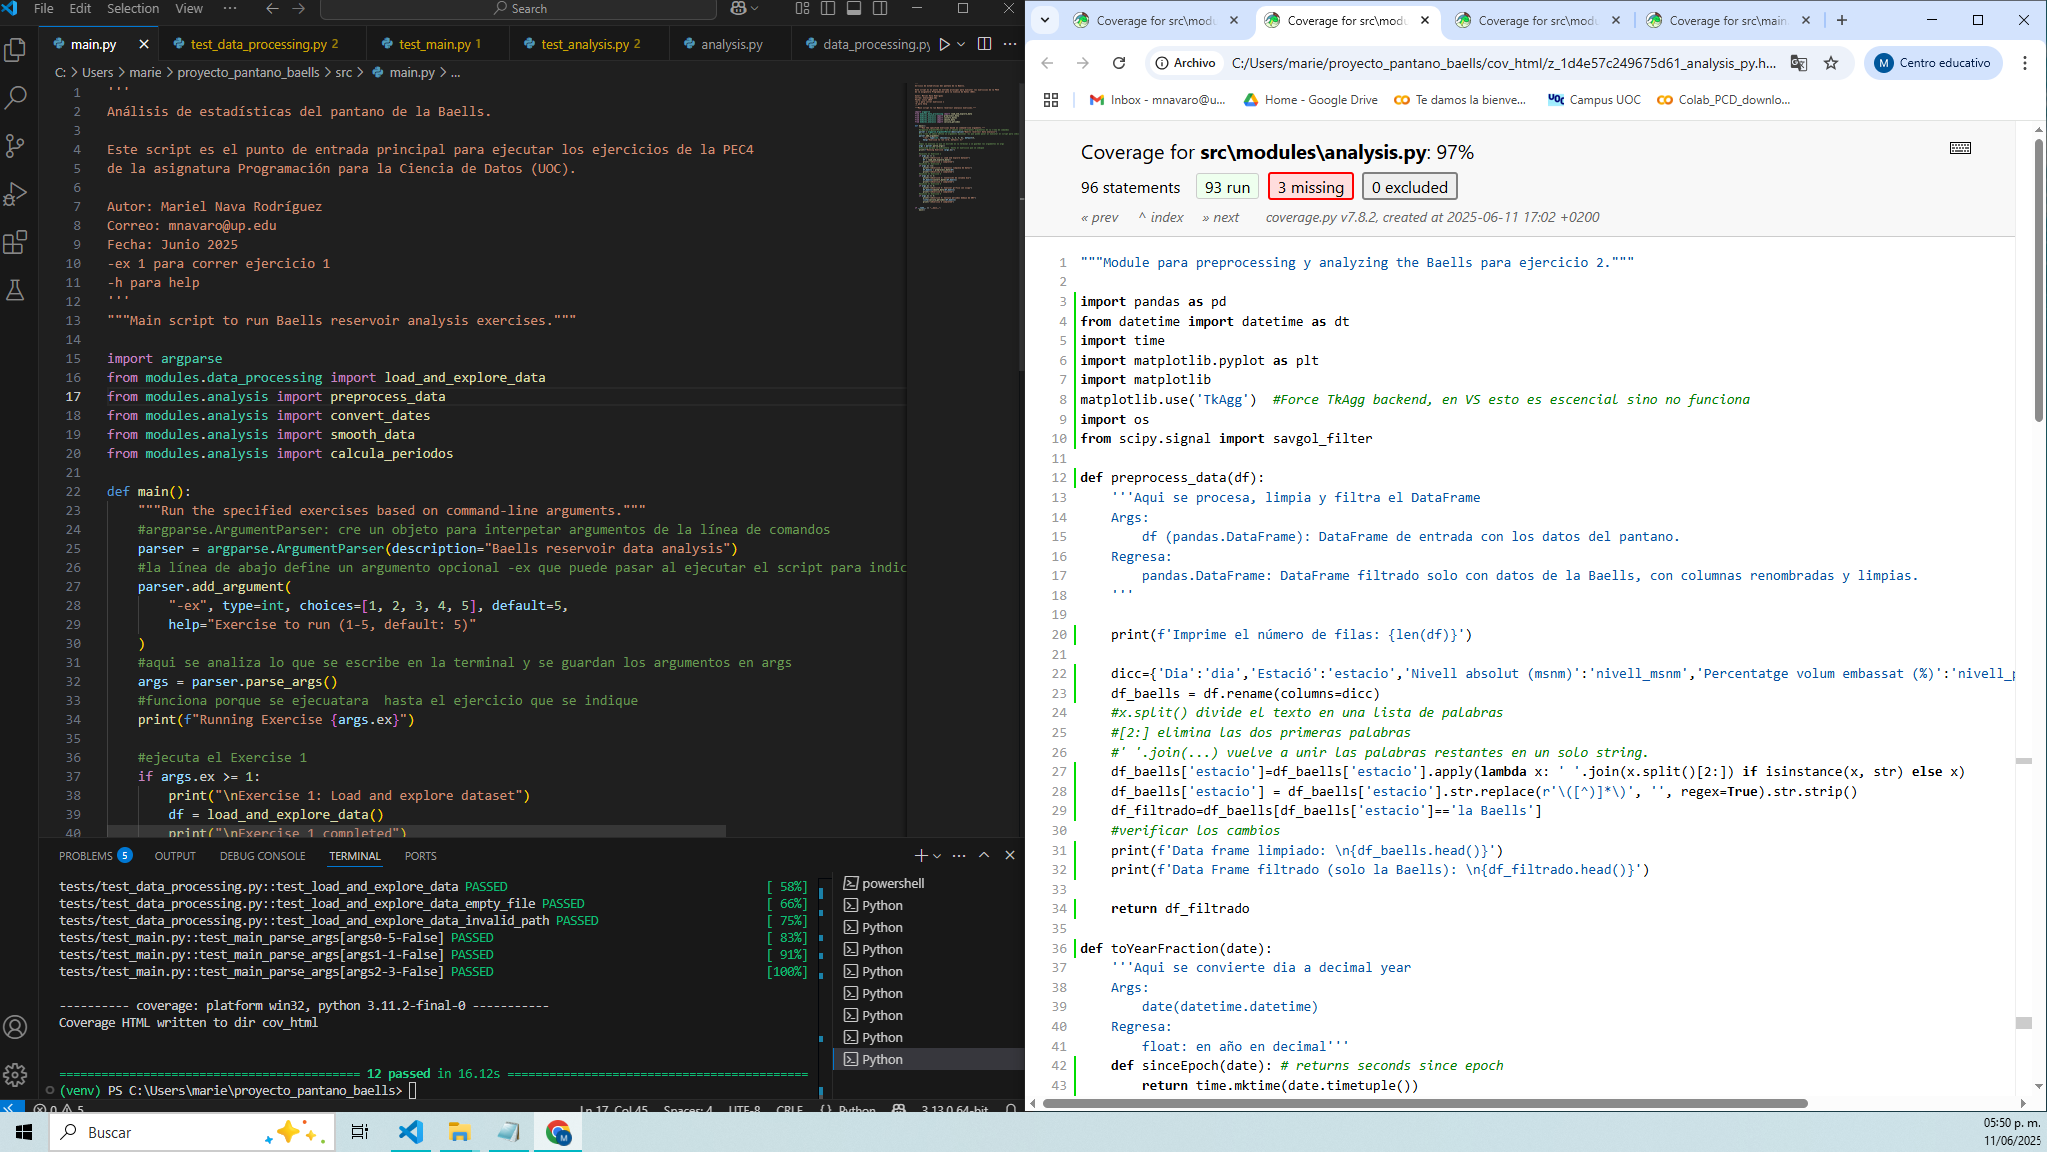 File Edit Selection View ··· Search
main.py test_data_processing.py 2 test_main.py 1 test_analysis.py 2 analysis.py data_processing.py
C: > Users > marie > proyecto_pantano_baells > src > main.py > ...
1 '''
2 Análisis de estadísticas del pantano de la Baells.
3
4 Este script es el punto de entrada principal para ejecutar los ejercicios de la PEC4
5 de la asignatura Programación para la Ciencia de Datos (UOC).
6
7 Autor: Mariel Nava Rodríguez
8 Correo: mnavaro@up.edu
9 Fecha: Junio 2025
10 -ex 1 para correr ejercicio 1
11 -h para help
12 '''
13 """Main script to run Baells reservoir analysis exercises."""
14
15 import argparse
16 from modules.data_processing import load_and_explore_data
17 from modules.analysis import preprocess_data
18 from modules.analysis import convert_dates
19 from modules.analysis import smooth_data
20 from modules.analysis import calcula_periodos
21
22 def main():
23 """Run the specified exercises based on command-line arguments."""
24 #argparse.ArgumentParser: cre un objeto para interpetar argumentos de la línea de comandos
25 parser = argparse.ArgumentParser(description="Baells reservoir data analysis")
26 #la línea de abajo define un argumento opcional -ex que puede pasar al ejecutar el script para indic
27 parser.add_argument(
28 "-ex", type=int, choices=[1, 2, 3, 4, 5], default=5,
29 help="Exercise to run (1-5, default: 5)"
30 )
31 #aqui se analiza lo que se escribe en la terminal y se guardan los argumentos en args
32 args = parser.parse_args()
33 #funciona porque se ejecuatara  hasta el ejercicio que se indique
34 print(f"Running Exercise {args.ex}")
35
36 #ejecuta el Exercise 1
37 if args.ex >= 1:
38 print("\nExercise 1: Load and explore dataset")
39 df = load_and_explore_data()
40 print("\nExercise 1 completed")
PROBLEMS 5 OUTPUT DEBUG CONSOLE TERMINAL PORTS
tests/test_data_processing.py::test_load_and_explore_data PASSED [ 58%]
tests/test_data_processing.py::test_load_and_explore_data_empty_file PASSED [ 66%]
tests/test_data_processing.py::test_load_and_explore_data_invalid_path PASSED [ 75%]
tests/test_main.py::test_main_parse_args[args0-5-False] PASSED [ 83%]
tests/test_main.py::test_main_parse_args[args1-1-False] PASSED [ 91%]
tests/test_main.py::test_main_parse_args[args2-3-False] PASSED [100%]
---------- coverage: platform win32, python 3.11.2-final-0 -----------
Coverage HTML written to dir cov_html
12 passed in 16.12s
(venv) PS C:\Users\marie\proyecto_pantano_baells>
powershell
Python
Python
Python
Python
Python
Python
Python
Python
0 5 Ln 17, Col 45 Spaces: 4 UTF-8 CRLF {} Python 3.13.0 64-bit
Coverage for src\modu Coverage for src\modu Coverage for src\modu Coverage for src\main.
Archivo C:/Users/marie/proyecto_pantano_baells/cov_html/z_1d4e57c249675d61_analysis_py.h... M Centro educativo
Inbox - mnavaro@u... Home - Google Drive Te damos la bienve... UOC Campus UOC Colab_PCD_downlo...
Coverage for src\modules\analysis.py: 97%
96 statements 93 run 3 missing 0 excluded
« prev ^ index » next coverage.py v7.8.2, created at 2025-06-11 17:02 +0200
1 """Module para preprocessing y analyzing the Baells para ejercicio 2."""
2
3 import pandas as pd
4 from datetime import datetime as dt
5 import time
6 import matplotlib.pyplot as plt
7 import matplotlib
8 matplotlib.use('TkAgg')  #Force TkAgg backend, en VS esto es escencial sino no funciona
9 import os
10 from scipy.signal import savgol_filter
11
12 def preprocess_data(df):
13 '''Aqui se procesa, limpia y filtra el DataFrame
14 Args:
15 df (pandas.DataFrame): DataFrame de entrada con los datos del pantano.
16 Regresa:
17 pandas.DataFrame: DataFrame filtrado solo con datos de la Baells, con columnas renombradas y limpias.
18 '''
19
20 print(f'Imprime el número de filas: {len(df)}')
21
22 dicc={'Dia':'dia','Estació':'estacio','Nivell absolut (msnm)':'nivell_msnm','Percentatge volum embassat (%)':'nivell_p
23 df_baells = df.rename(columns=dicc)
24 #x.split() divide el texto en una lista de palabras
25 #[2:] elimina las dos primeras palabras
26 #' '.join(...) vuelve a unir las palabras restantes en un solo string.
27 df_baells['estacio']=df_baells['estacio'].apply(lambda x: ' '.join(x.split()[2:]) if isinstance(x, str) else x)
28 df_baells['estacio'] = df_baells['estacio'].str.replace(r'\([^)]*\)', '', regex=True).str.strip()
29 df_filtrado=df_baells[df_baells['estacio']=='la Baells']
30 #verificar los cambios
31 print(f'Data frame limpiado: \n{df_baells.head()}')
32 print(f'Data Frame filtrado (solo la Baells): \n{df_filtrado.head()}')
33
34 return df_filtrado
35
36 def toYearFraction(date):
37 '''Aqui se convierte dia a decimal year
38 Args:
39 date(datetime.datetime)
40 Regresa:
41 float: en año en decimal'''
42 def sinceEpoch(date): # returns seconds since epoch
43 return time.mktime(date.timetuple())
Buscar
05:50 p. m.
11/06/2025